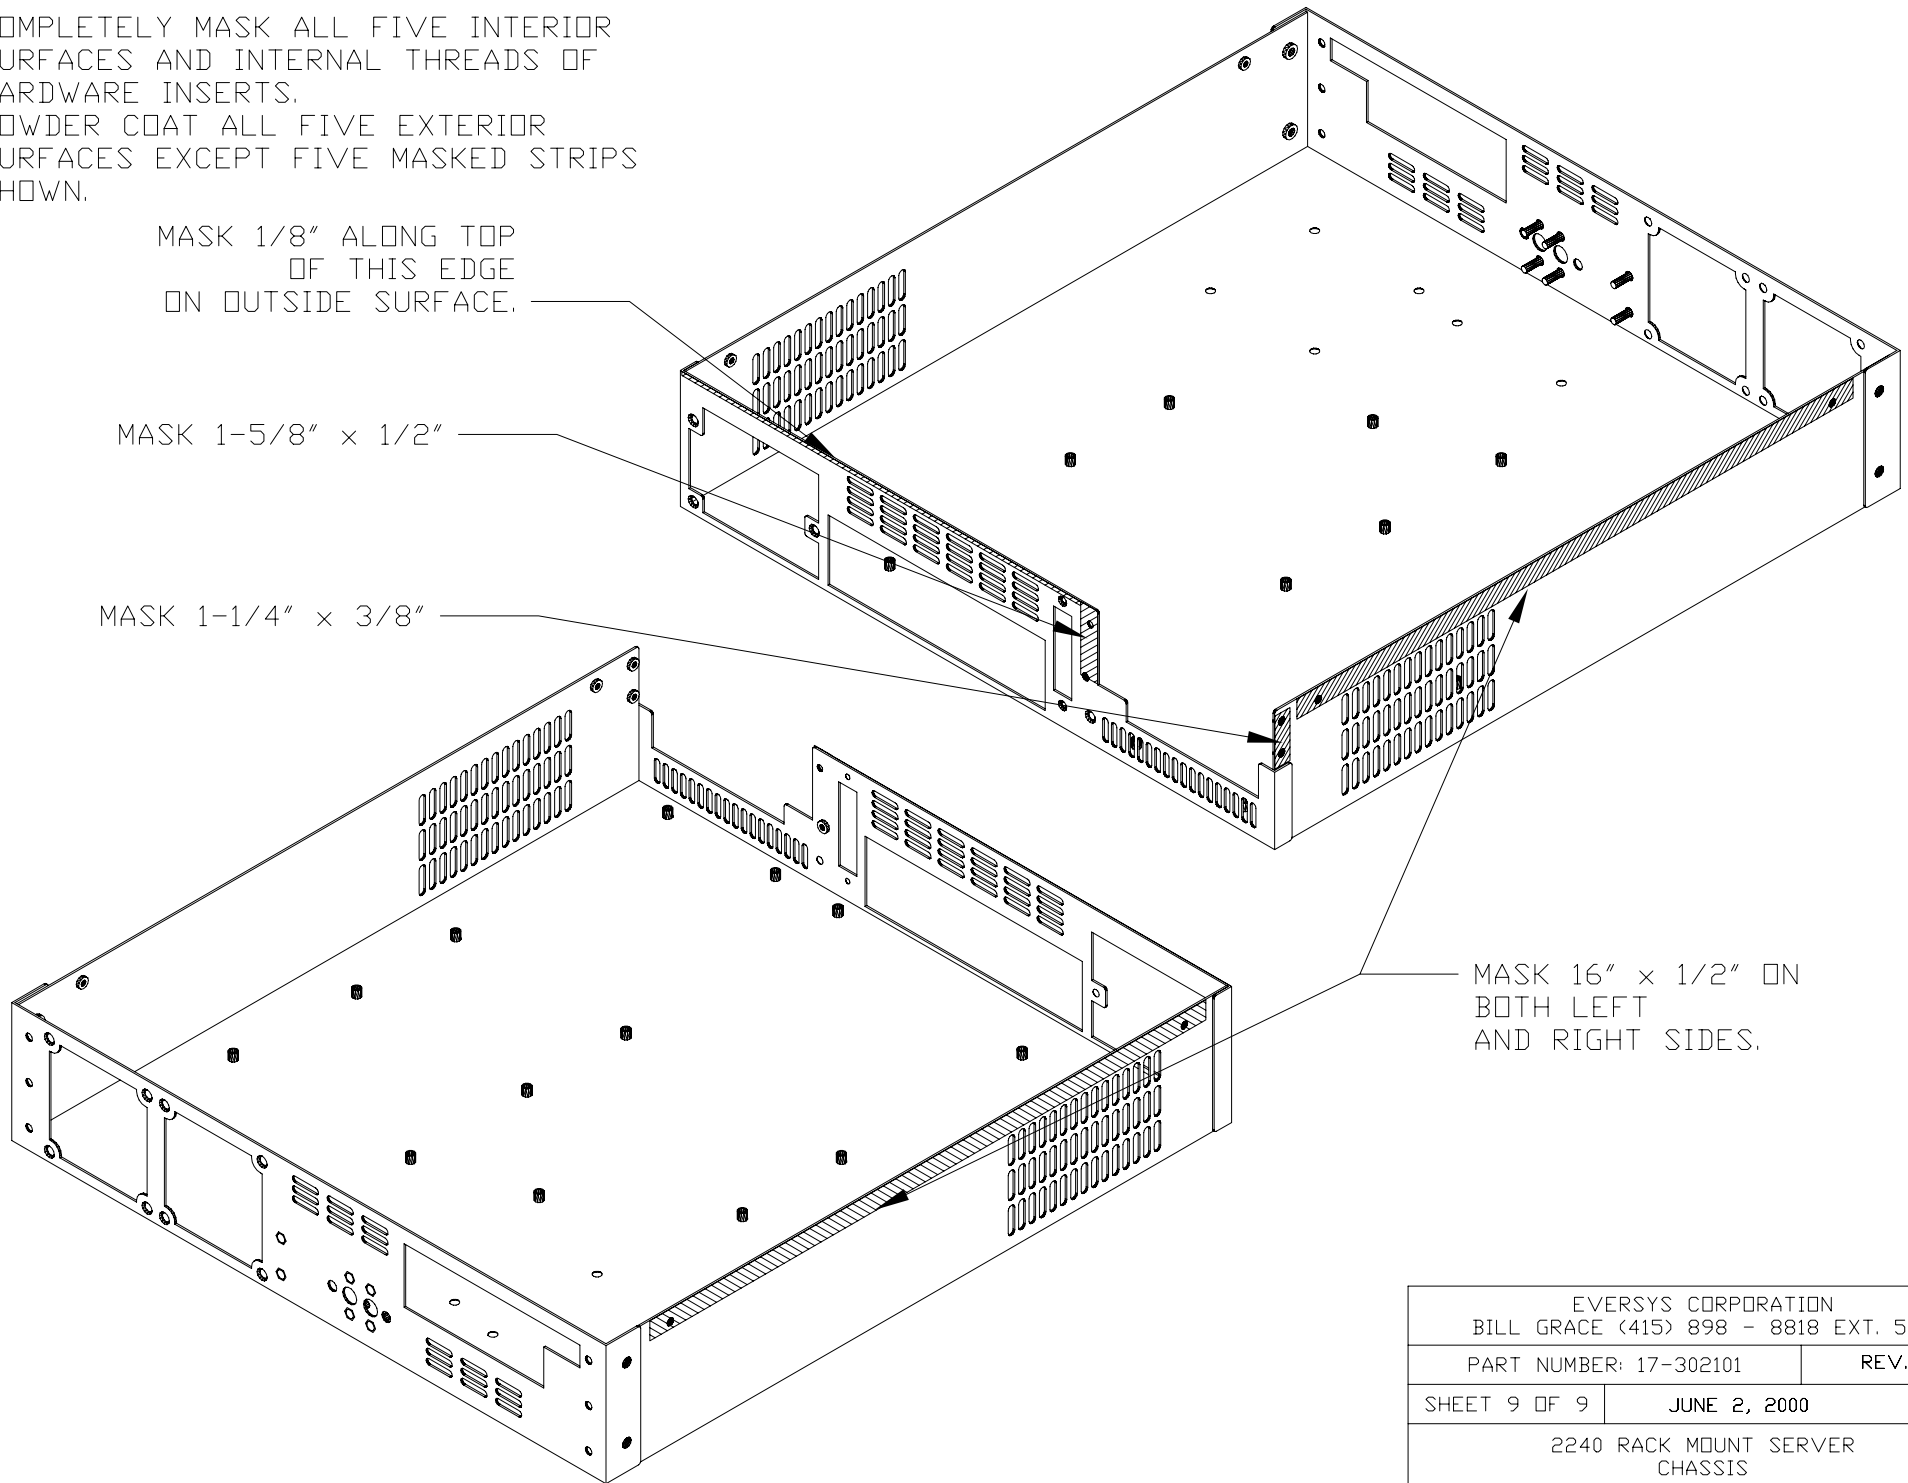 OMPLETELY MASK ALL FIVE INTERIOR
URFACES AND INTERNAL THREADS OF
ARDWARE INSERTS.
OWDER COAT ALL FIVE EXTERIOR
URFACES EXCEPT FIVE MASKED STRIPS
HOWN.
MASK 1/8" ALONG TOP
OF THIS EDGE
ON OUTSIDE SURFACE.
MASK 1-5/8" x 1/2"
MASK 1-1/4" x 3/8"
MASK 16" x 1/2" ON
BOTH LEFT
AND RIGHT SIDES.
EVERSYS CORPORATION
BILL GRACE (415) 898 - 8818 EXT. 5
PART NUMBER: 17-302101
REV.
SHEET 9 OF 9
JUNE 2, 2000
2240 RACK MOUNT SERVER
CHASSIS